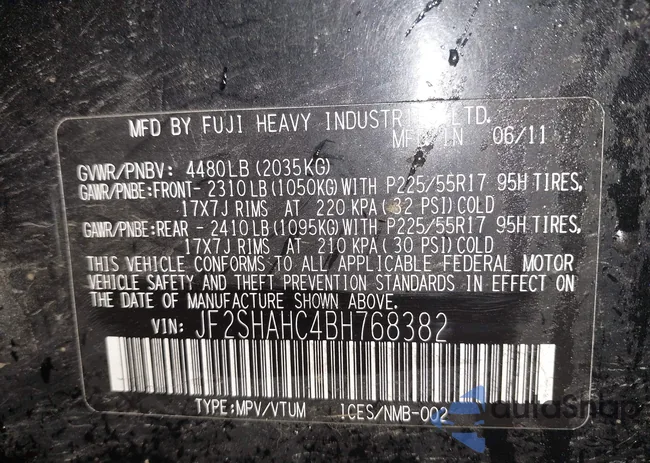 MFD BY FUJI HEAVY INDUSTRIES LTD.
MFD IN 06/11
GVWR/PNBV: 4480LB (2035KG)
GAWR/PNBE:FRONT- 2310LB (1050KG) WITH P225/55R17 95H TIRES,
17X7J RIMS AT 220 KPA (32 PSI) COLD
GAWR/PNBE:REAR - 2410LB (1095KG) WITH P225/55R17 95H TIRES,
17X7J RIMS AT 210 KPA (30 PSI) COLD
THIS VEHICLE CONFORMS TO ALL APPLICABLE FEDERAL MOTOR
VEHICLE SAFETY AND THEFT PREVENTION STANDARDS IN EFFECT ON
THE DATE OF MANUFACTURE SHOWN ABOVE.
VIN: JF2SHAHC4BH768382
TYPE:MPV/VTUM ICES/NMB-002